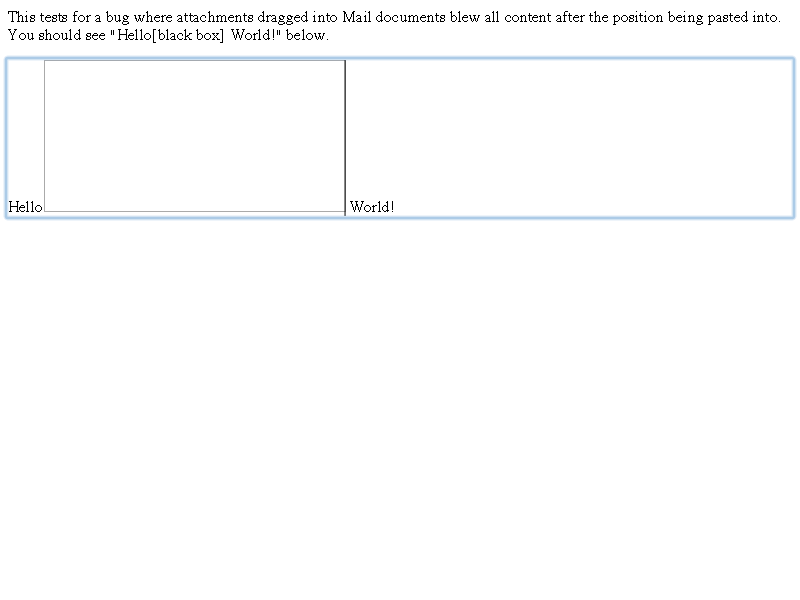 This tests for a bug where attachments dragged into Mail documents blew all content after the position being pasted into.
You should see "Hello[black box] World!" below.
Hello World!